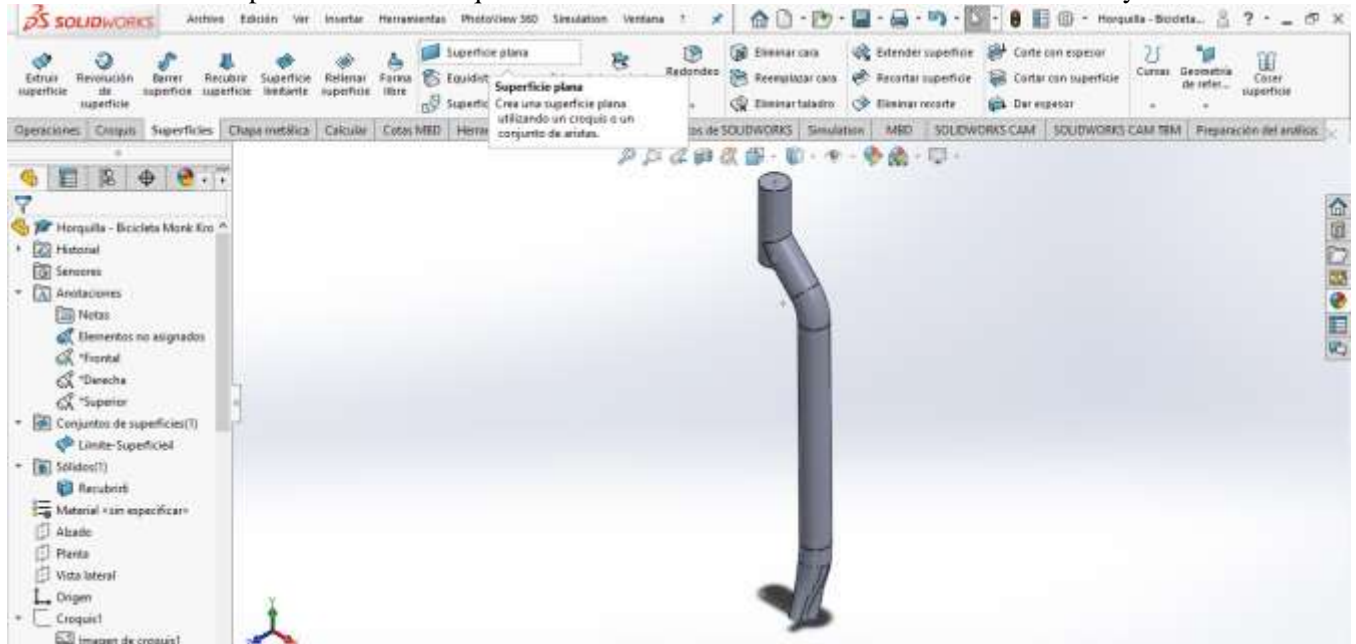 SOLIDWORKS Archivo Edición Ver Insertar Herramientas PhotoView 360 Simulation Ventana ?
Horquilla - Bicicleta...
Extruir superficie
Revolución de superficie
Barrer superficie
Recubrir superficie
Superficie limitante
Rellenar superficie
Forma libre
Superficie plana
Equidist
Superfic
Superficie plana
Crea una superficie plana
utilizando un croquis o un
conjunto de aristas.
Redondeo
Eliminar cara
Reemplazar cara
Eliminar taladro
Extender superficie
Recortar superficie
Eliminar recorte
Corte con espesor
Cortar con superficie
Dar espesor
Curvas
Geometría de refer...
Coser superficie
Operaciones Croquis Superficies Chapa metálica Calcular Cotas MBD Herra
os de SOLIDWORKS Simulation MBD SOLIDWORKS CAM SOLIDWORKS CAM TBM Preparación del análisis
Horquilla - Bicicleta Monk Kro
Historial
Sensores
Anotaciones
Notas
Elementos no asignados
*Frontal
*Derecha
*Superior
Conjuntos de superficies(1)
Límite-Superficie4
Sólidos(1)
Recubrir6
Material <sin especificar>
Alzado
Planta
Vista lateral
Origen
Croquis1
Imagen de croquis1
Y